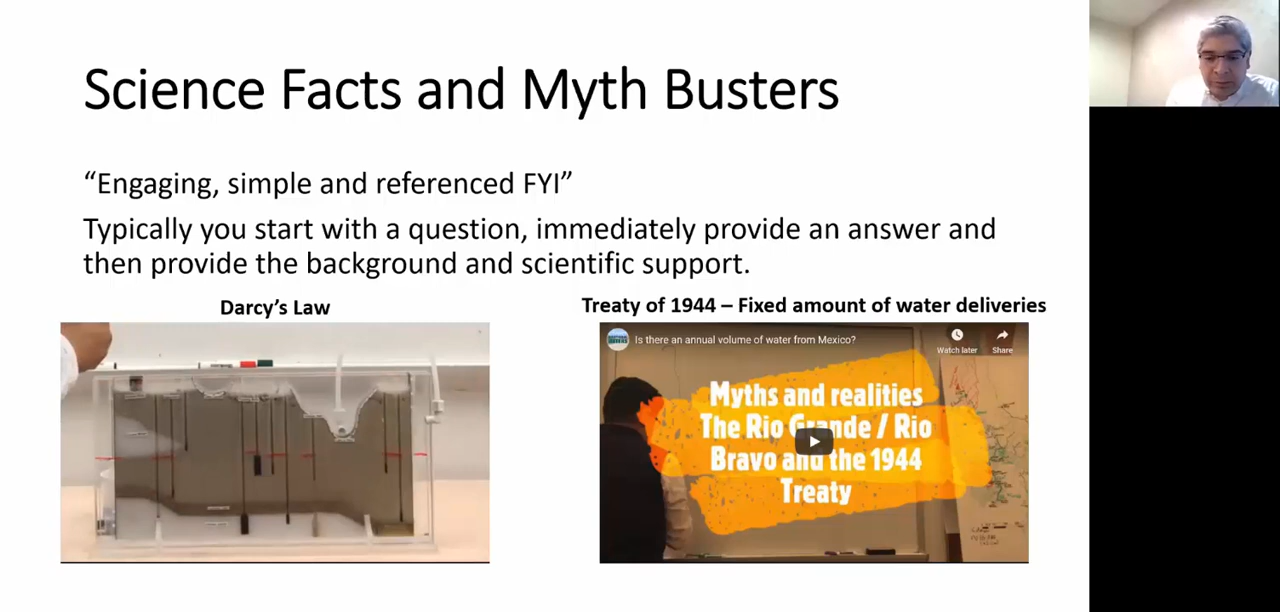 Science Facts and Myth Busters
“Engaging, simple and referenced FYI”
Typically you start with a question, immediately provide an answer and
then provide the background and scientific support.
Darcy’s Law
Treaty of 1944 – Fixed amount of water deliveries
Is there an annual volume of water from Mexico?
Watch later
Share
Myths and realities
The Rio Grande / Rio
Bravo and the 1944
Treaty